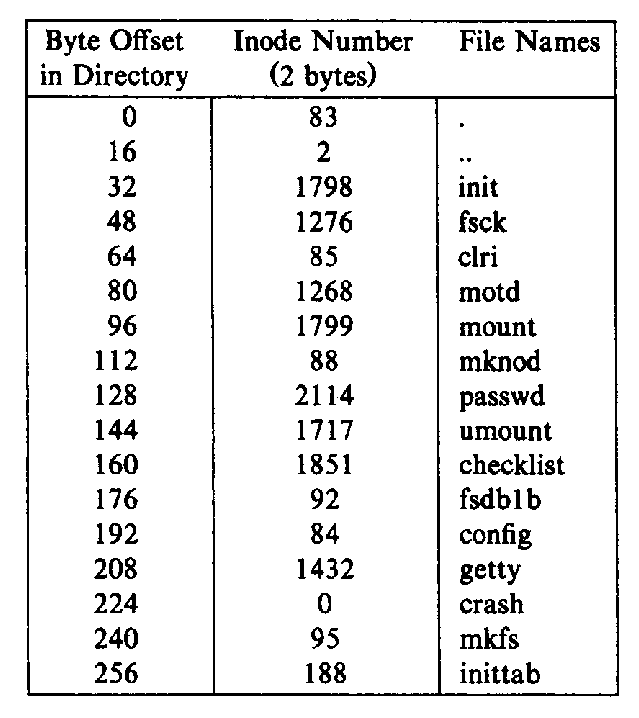 Byte Offset Inode Number File Names
in Directory (2 bytes)
0 83 .
16 2 ..
32 1798 init
48 1276 fsck
64 85 clri
80 1268 motd
96 1799 mount
112 88 mknod
128 2114 passwd
144 1717 umount
160 1851 checklist
176 92 fsdb1b
192 84 config
208 1432 getty
224 0 crash
240 95 mkfs
256 188 inittab